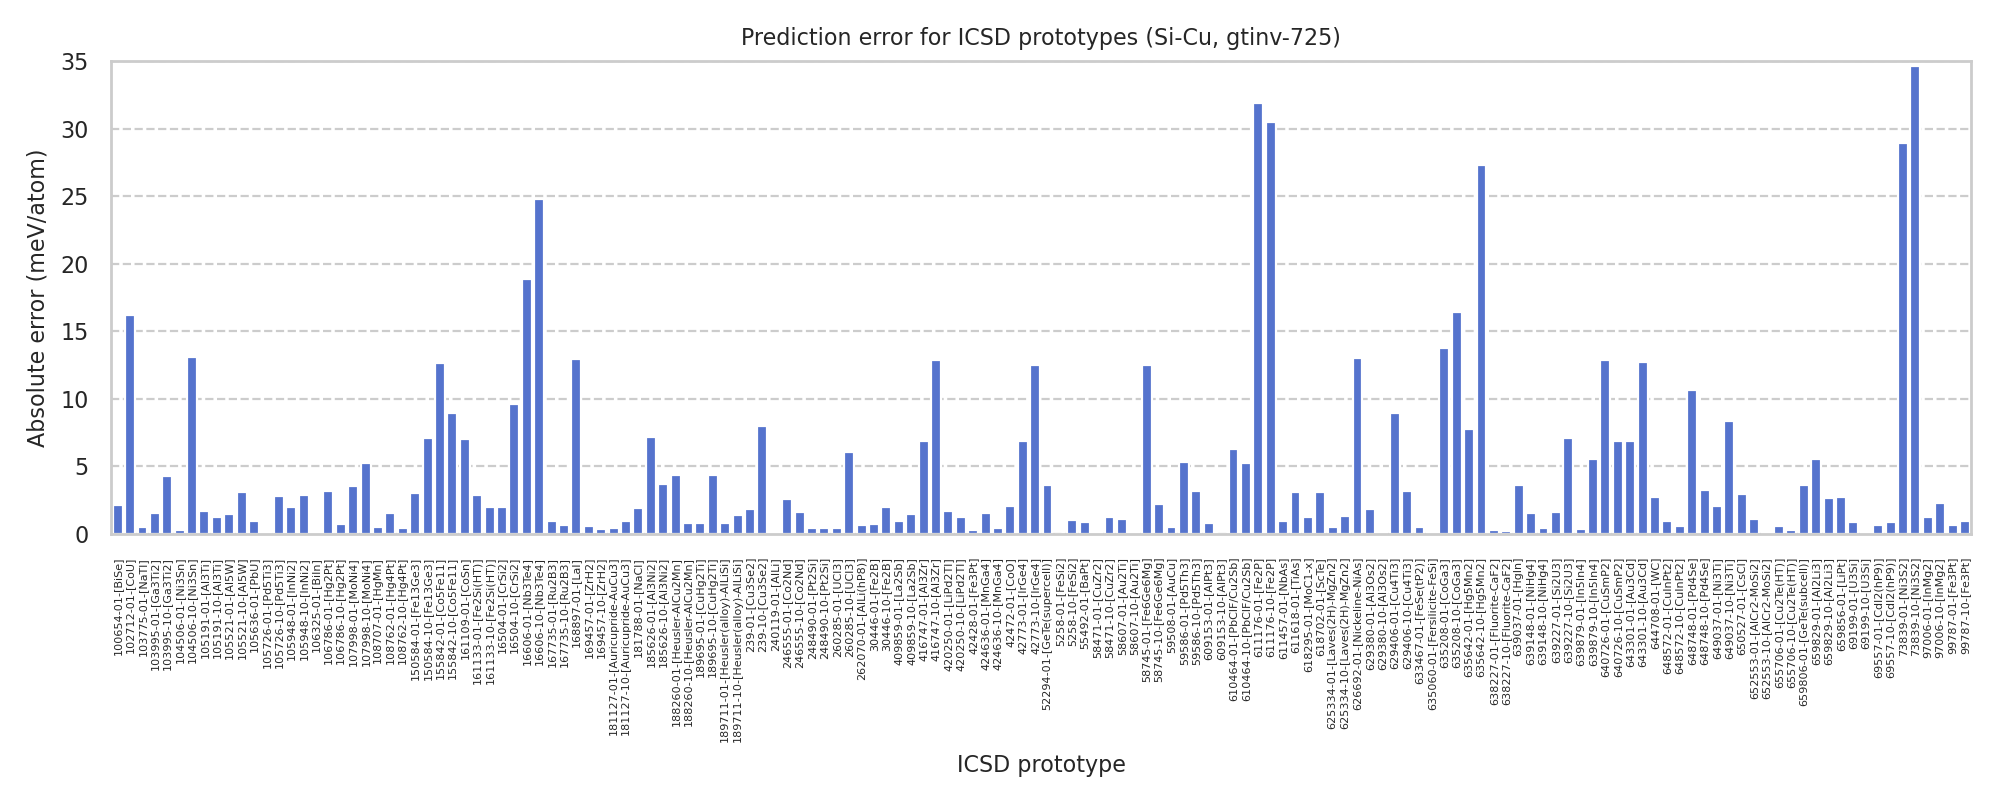 Prediction error for ICSD prototypes (Si-Cu, gtinv-725)
Absolute error (meV/atom)
35
30
25
20
15
10
5
0
100654-01-[BiSe]
102712-01-[CoU]
103775-01-[NaTl]
103995-01-[Ga3Ti2]
103995-10-[Ga3Ti2]
104506-01-[Ni3Sn]
104506-10-[Ni3Sn]
105191-01-[Al3Ti]
105191-10-[Al3Ti]
105521-01-[Al5W]
105521-10-[Al5W]
105636-01-[PbU]
105726-01-[Pd5Ti3]
105726-10-[Pd5Ti3]
105948-01-[InNi2]
105948-10-[InNi2]
106325-01-[BiIn]
106786-01-[Hg2Pt]
106786-10-[Hg2Pt]
107998-01-[MoNi4]
107998-10-[MoNi4]
108707-01-[HgMn]
108762-01-[Hg4Pt]
108762-10-[Hg4Pt]
150584-01-[Fe13Ge3]
150584-10-[Fe13Ge3]
155842-01-[Co5Fe11]
155842-10-[Co5Fe11]
161109-01-[CoSn]
161133-01-[Fe2Si(HT)]
161133-10-[Fe2Si(HT)]
16504-01-[CrSi2]
16504-10-[CrSi2]
16606-01-[Nb3Te4]
16606-10-[Nb3Te4]
167735-01-[Ru2B3]
167735-10-[Ru2B3]
168897-01-[LaI]
169457-01-[ZrH2]
169457-10-[ZrH2]
181127-01-[Auricupride-AuCu3]
181127-10-[Auricupride-AuCu3]
181788-01-[NaCl]
185626-01-[Al3Ni2]
185626-10-[Al3Ni2]
188260-01-[Heusler-AlCu2Mn]
188260-10-[Heusler-AlCu2Mn]
189695-01-[CuHg2Ti]
189695-10-[CuHg2Ti]
189711-01-[Heusler(alloy)-AlLiSi]
189711-10-[Heusler(alloy)-AlLiSi]
239-01-[Cu3Se2]
239-10-[Cu3Se2]
240119-01-[AlLi]
246555-01-[Co2Nd]
246555-10-[Co2Nd]
248490-01-[Pt2Si]
248490-10-[Pt2Si]
260285-01-[UCl3]
260285-10-[UCl3]
262070-01-[AlLi(hP8)]
30446-01-[Fe2B]
30446-10-[Fe2B]
409859-01-[La2Sb]
409859-10-[La2Sb]
416747-01-[Al3Zr]
416747-10-[Al3Zr]
420250-01-[LiPd2Tl]
420250-10-[LiPd2Tl]
42428-01-[Fe3Pt]
424636-01-[MnGa4]
424636-10-[MnGa4]
42472-01-[CoO]
42773-01-[IrGe4]
42773-10-[IrGe4]
52294-01-[GeTe(supercell)]
5258-01-[FeSi2]
5258-10-[FeSi2]
55492-01-[BaPt]
58471-01-[CuZr2]
58471-10-[CuZr2]
58607-01-[Au2Ti]
58607-10-[Au2Ti]
58745-01-[Fe6Ge6Mg]
58745-10-[Fe6Ge6Mg]
59508-01-[AuCu]
59586-01-[Pd5Th3]
59586-10-[Pd5Th3]
609153-01-[AlPt3]
609153-10-[AlPt3]
610464-01-[PbClF/Cu2Sb]
610464-10-[PbClF/Cu2Sb]
611176-01-[Fe2P]
611176-10-[Fe2P]
611457-01-[NbAs]
611618-01-[TiAs]
618295-01-[MoC1-x]
618702-01-[ScTe]
625334-01-[Laves(2H)-MgZn2]
625334-10-[Laves(2H)-MgZn2]
626692-01-[Nickeline-NiAs]
629380-01-[Al3Os2]
629380-10-[Al3Os2]
629406-01-[Cu4Ti3]
629406-10-[Cu4Ti3]
633467-01-[FeSe(tP2)]
635060-01-[Fersilicite-FeSi]
635208-01-[CoGa3]
635208-10-[CoGa3]
635642-01-[Hg5Mn2]
635642-10-[Hg5Mn2]
638227-01-[Fluorite-CaF2]
638227-10-[Fluorite-CaF2]
639037-01-[HgIn]
639148-01-[NiHg4]
639148-10-[NiHg4]
639227-01-[Si2U3]
639227-10-[Si2U3]
639879-01-[In5In4]
639879-10-[In5In4]
640726-01-[CuSmP2]
640726-10-[CuSmP2]
643301-01-[Au3Cd]
643301-10-[Au3Cd]
644708-01-[WC]
648572-01-[CuInPt2]
648572-10-[CuInPt2]
648748-01-[Pd4Se]
648748-10-[Pd4Se]
649037-01-[Ni3Ti]
649037-10-[Ni3Ti]
650527-01-[CsCl]
652553-01-[AlCr2-MoSi2]
652553-10-[AlCr2-MoSi2]
655706-01-[Cu2Te(HT)]
655706-10-[Cu2Te(HT)]
659806-01-[GeTe(subcell)]
659829-01-[Al2Li3]
659829-10-[Al2Li3]
659856-01-[LiPt]
69199-01-[U3Si]
69199-10-[U3Si]
69557-01-[CdI2(hP9)]
69557-10-[CdI2(hP9)]
73839-01-[Ni3S2]
73839-10-[Ni3S2]
97006-01-[InMg2]
97006-10-[InMg2]
99787-01-[Fe3Pt]
99787-10-[Fe3Pt]
ICSD prototype